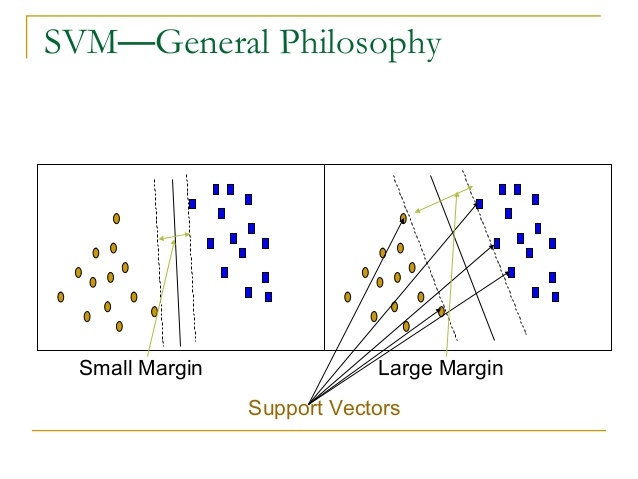 SVM—General Philosophy
Small Margin
Large Margin
Support Vectors